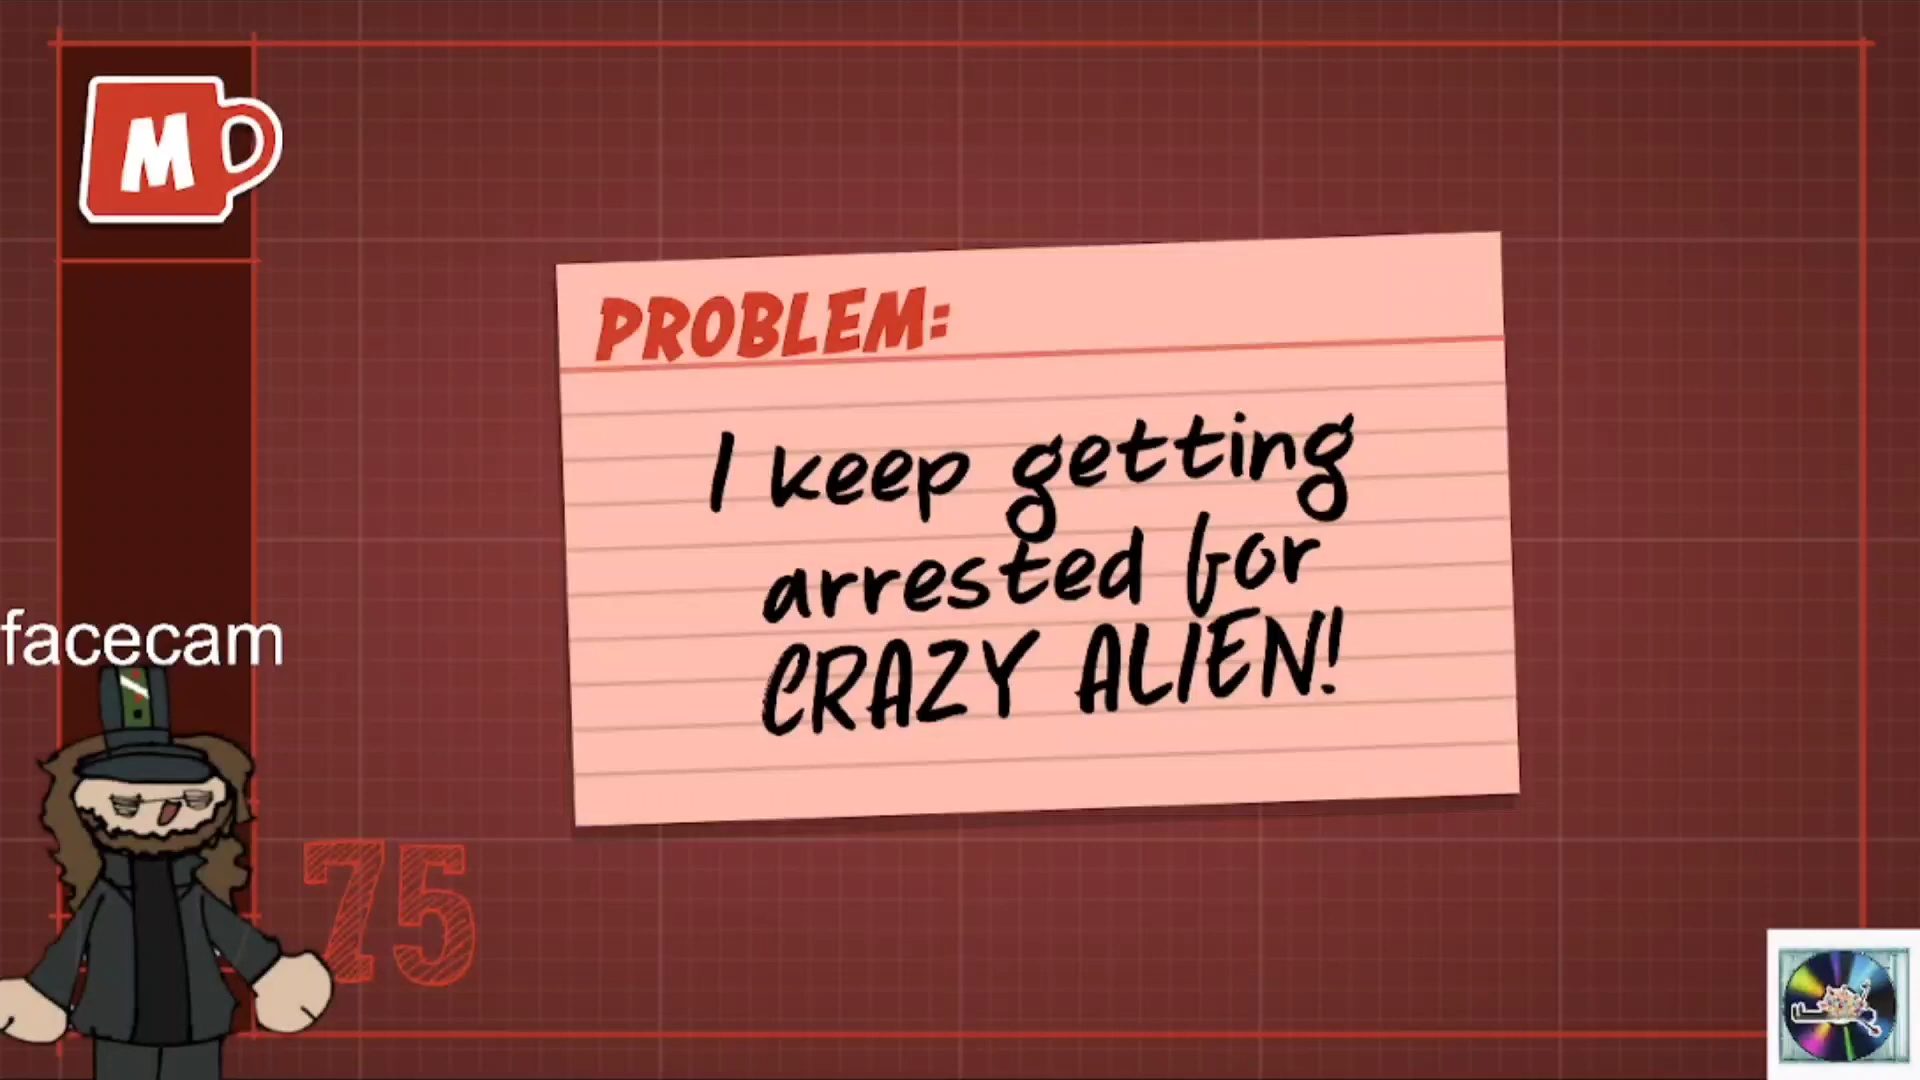 M
PROBLEM:
I keep getting
arrested for
CRAZY ALIEN!
facecam
75